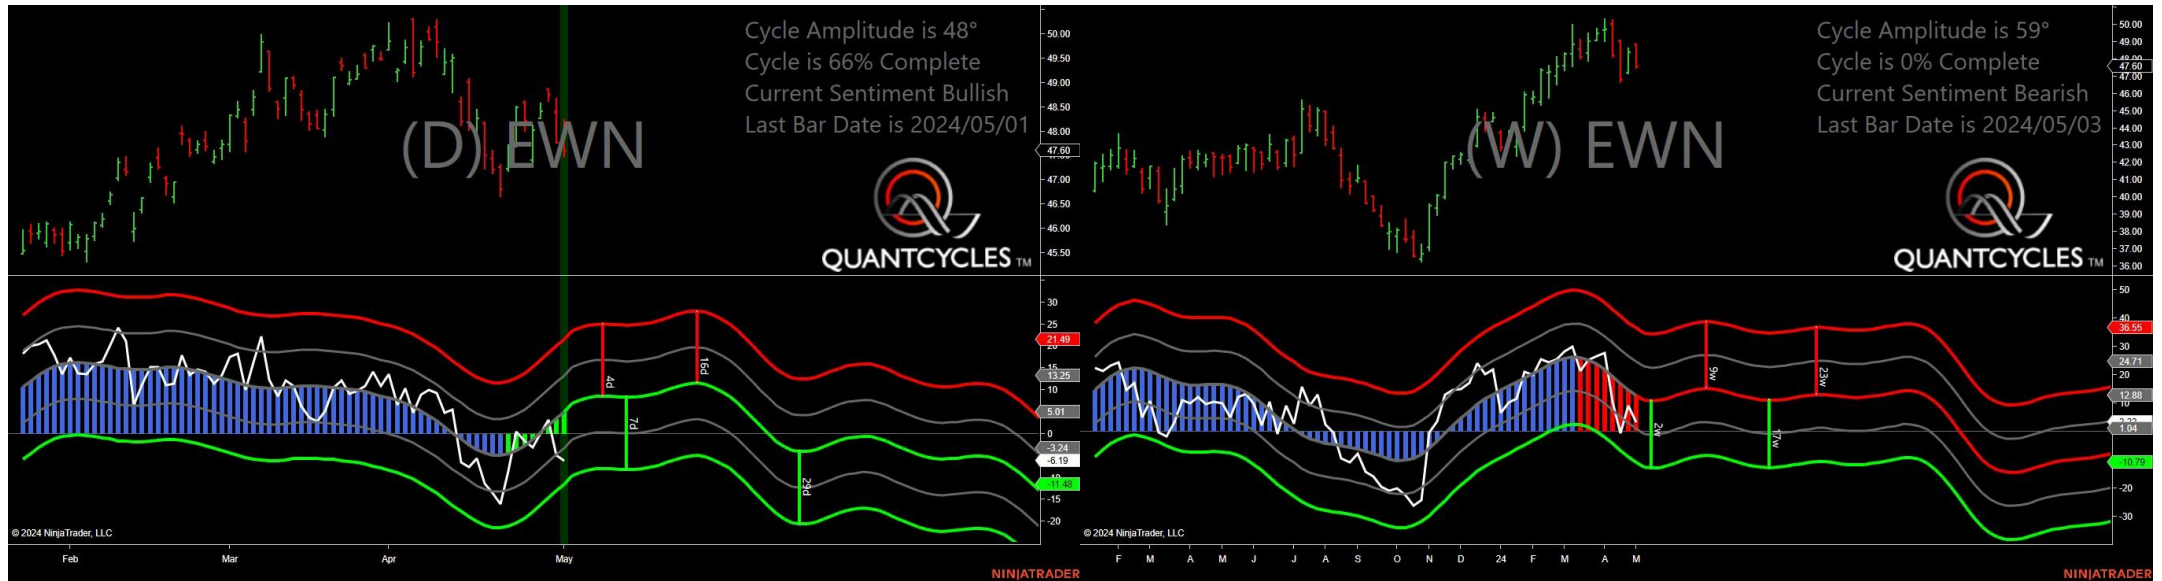 Cycle Amplitude is 48°
Cycle is 66% Complete
Current Sentiment Bullish
Last Bar Date is 2024/05/01
(D) EWN
QUANTCYCLES TM
50.00
49.50
49.00
48.50
48.00
47.60
47.00
46.50
46.00
45.50
30
25
21.49
15
13.25
10
5.01
0
-3.24
-6.19
-11.48
-15
-20
4d
7d
16d
29d
© 2024 NinjaTrader, LLC
Feb Mar Apr May
NINJATRADER
Cycle Amplitude is 59°
Cycle is 0% Complete
Current Sentiment Bearish
Last Bar Date is 2024/05/03
(W) EWN
QUANTCYCLES TM
50.00
49.00
48.00
47.60
47.00
46.00
45.00
44.00
43.00
42.00
41.00
40.00
39.00
38.00
37.00
36.00
50
40
36.55
30
24.71
20
12.88
10
1.04
-10.79
-20
-30
2w
9w
17w
23w
© 2024 NinjaTrader, LLC
F M A M J J A S O N D 24 F M A M
NINJATRADER